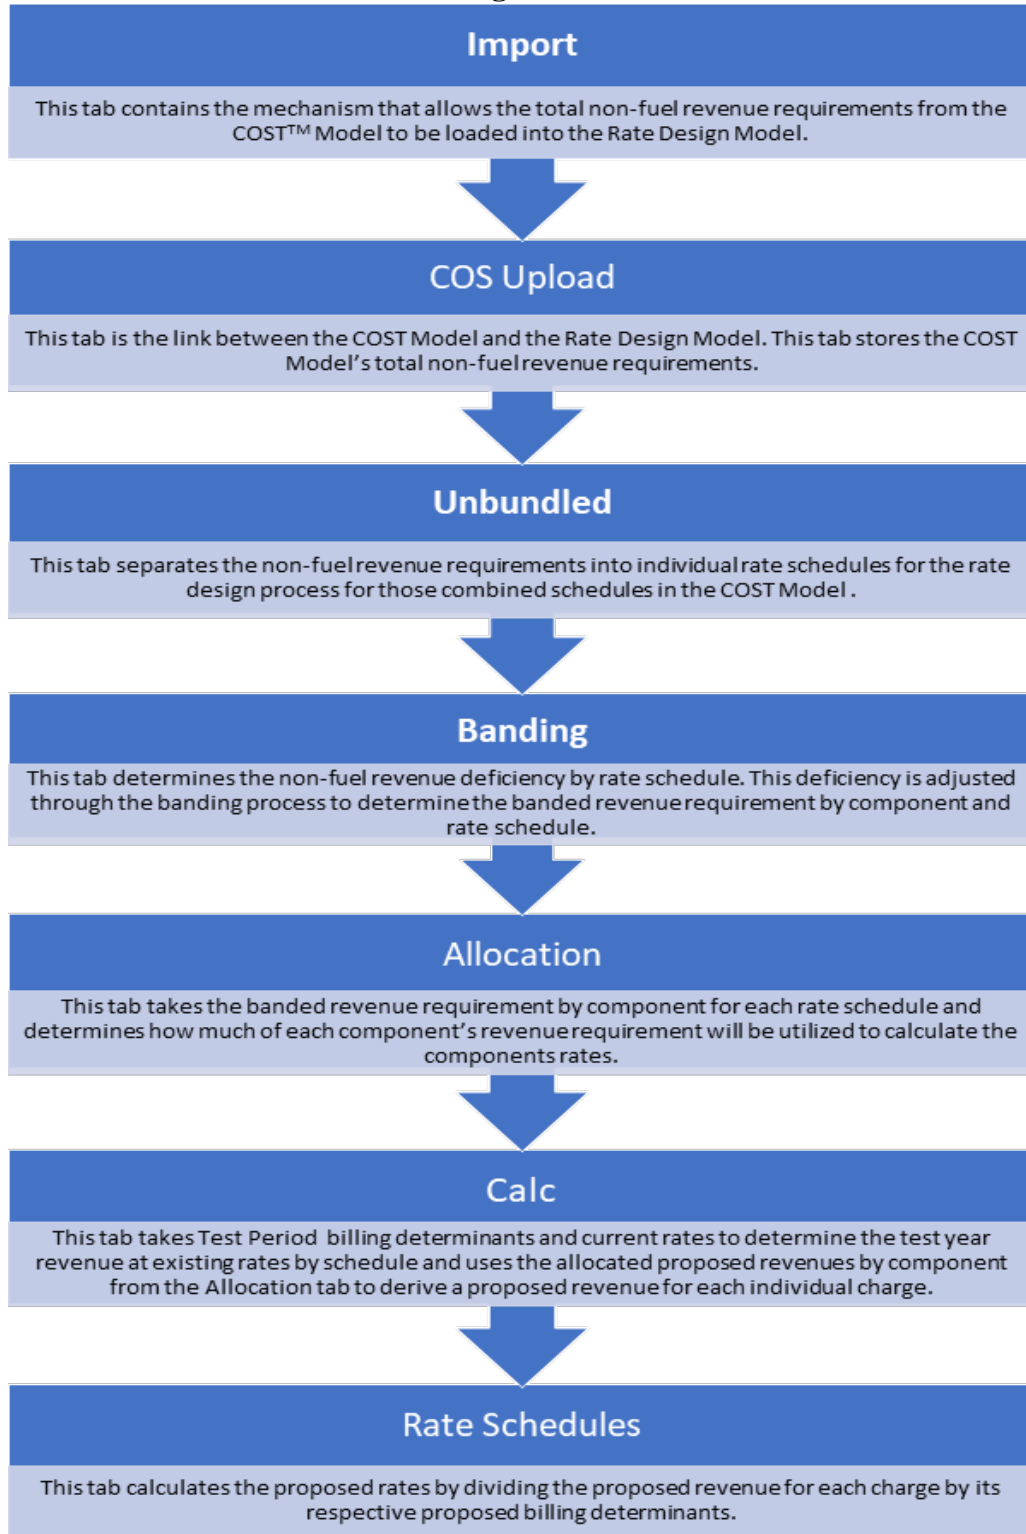 Import
This tab contains the mechanism that allows the total non-fuel revenue requirements from the
COST™ Model to be loaded into the Rate Design Model.
COS Upload
This tab is the link between the COST Model and the Rate Design Model. This tab stores the COST
Model's total non-fuel revenue requirements.
Unbundled
This tab separates the non-fuel revenue requirements into individual rate schedules for the rate
design process for those combined schedules in the COST Model .
Banding
This tab determines the non-fuel revenue deficiency by rate schedule. This deficiency is adjusted
through the banding process to determine the banded revenue requirement by component and
rate schedule.
Allocation
This tab takes the banded revenue requirement by component for each rate schedule and
determines how much of each component's revenue requirement will be utilized to calculate the
components rates.
Calc
This tab takes Test Period billing determinants and current rates to determine the test year
revenue at existing rates by schedule and uses the allocated proposed revenues by component
from the Allocation tab to derive a proposed revenue for each individual charge.
Rate Schedules
This tab calculates the proposed rates by dividing the proposed revenue for each charge by its
respective proposed billing determinants.